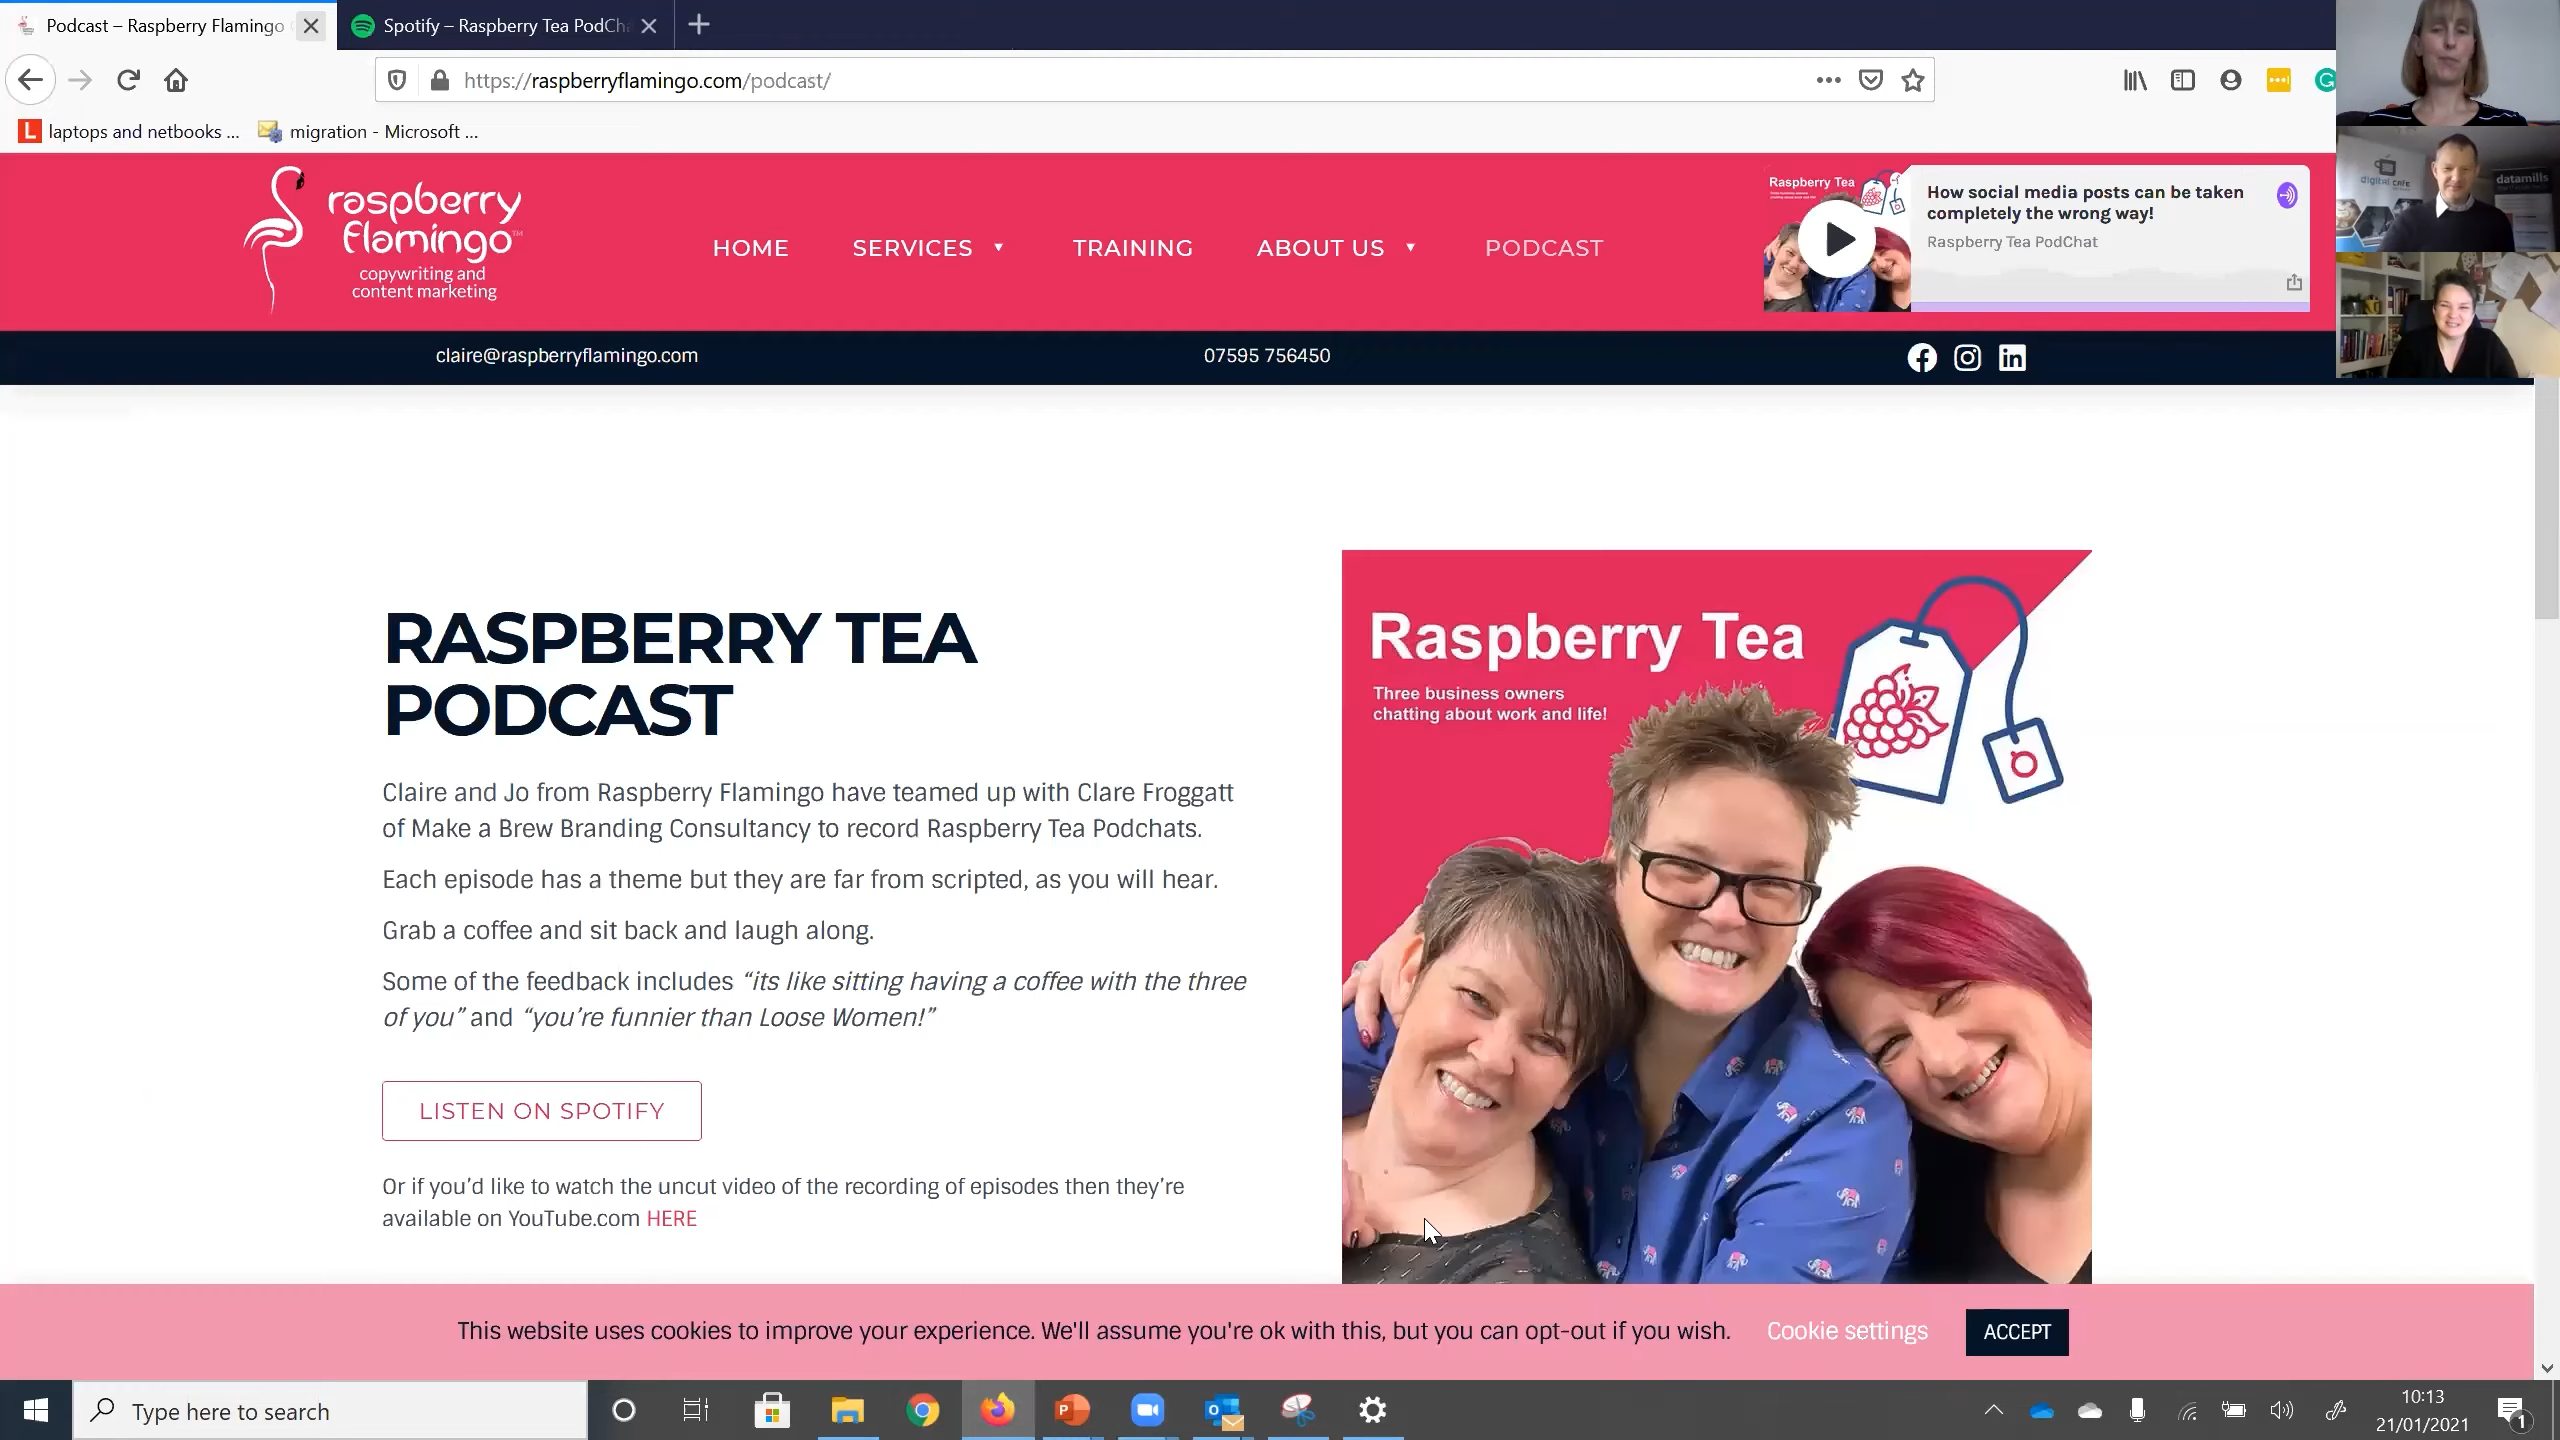 Podcast – Raspberry Flamingo
Spotify – Raspberry Tea PodCh
https://raspberryflamingo.com/podcast/
laptops and netbooks ...
migration - Microsoft ...
raspberry
flamingo™
copywriting and
content marketing
HOME
SERVICES
TRAINING
ABOUT US
PODCAST
Raspberry Tea
How social media posts can be taken
completely the wrong way!
Raspberry Tea PodChat
digital cafe
datamills
claire@raspberryflamingo.com
07595 756450
RASPBERRY TEA
PODCAST
Claire and Jo from Raspberry Flamingo have teamed up with Clare Froggatt
of Make a Brew Branding Consultancy to record Raspberry Tea Podchats.
Each episode has a theme but they are far from scripted, as you will hear.
Grab a coffee and sit back and laugh along.
Some of the feedback includes “its like sitting having a coffee with the three
of you” and “you’re funnier than Loose Women!”
LISTEN ON SPOTIFY
Or if you’d like to watch the uncut video of the recording of episodes then they’re
available on YouTube.com HERE
Raspberry Tea
Three business owners
chatting about work and life!
This website uses cookies to improve your experience. We'll assume you're ok with this, but you can opt-out if you wish.
Cookie settings
ACCEPT
Type here to search
10:13
21/01/2021
1